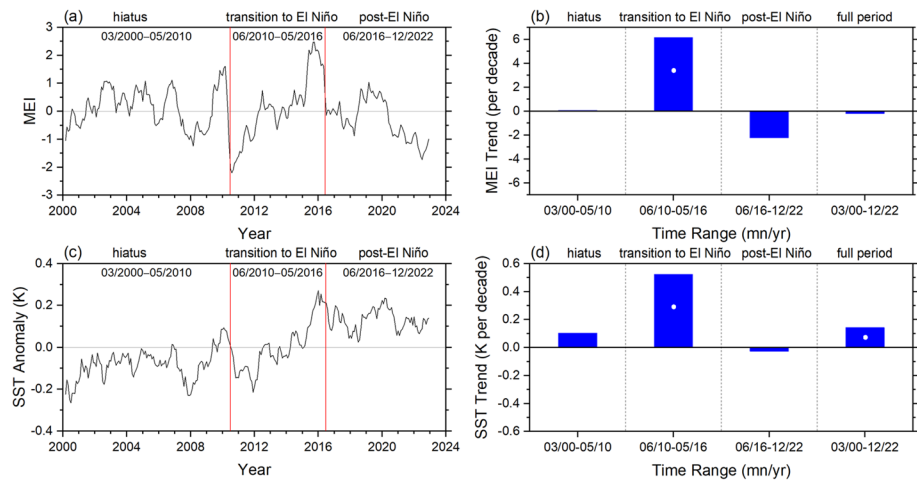 (a)
hiatus
transition to El Niño
post-El Niño
03/2000–05/2010
06/2010–05/2016
06/2016–12/2022
3
2
1
0
-1
-2
-3
MEI
2000
2004
2008
2012
2016
2020
2024
Year
(b)
hiatus
transition to El Niño
post-El Niño
full period
6
4
2
0
-2
-4
-6
MEI Trend (per decade)
03/00-05/10
06/10-05/16
06/16-12/22
03/00-12/22
Time Range (mn/yr)
(c)
hiatus
transition to El Niño
post-El Niño
03/2000–05/2010
06/2010–05/2016
06/2016–12/2022
0.4
0.2
0.0
-0.2
-0.4
SST Anomaly (K)
2000
2004
2008
2012
2016
2020
2024
Year
(d)
hiatus
transition to El Niño
post-El Niño
full period
0.6
0.4
0.2
0.0
-0.2
-0.4
-0.6
SST Trend (K per decade)
03/00-05/10
06/10-05/16
06/16-12/22
03/00-12/22
Time Range (mn/yr)